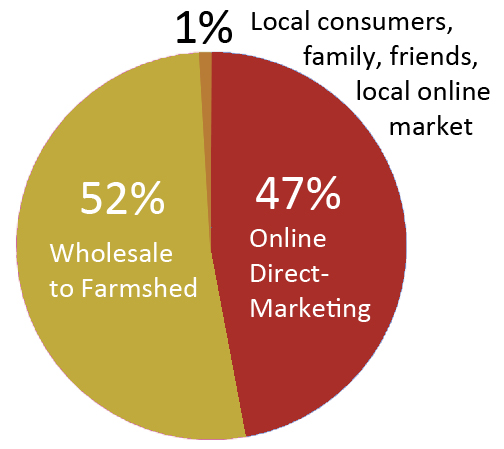 1% Local consumers,
family, friends,
local online
market
52%
Wholesale
to Farmshed
47%
Online
Direct-
Marketing